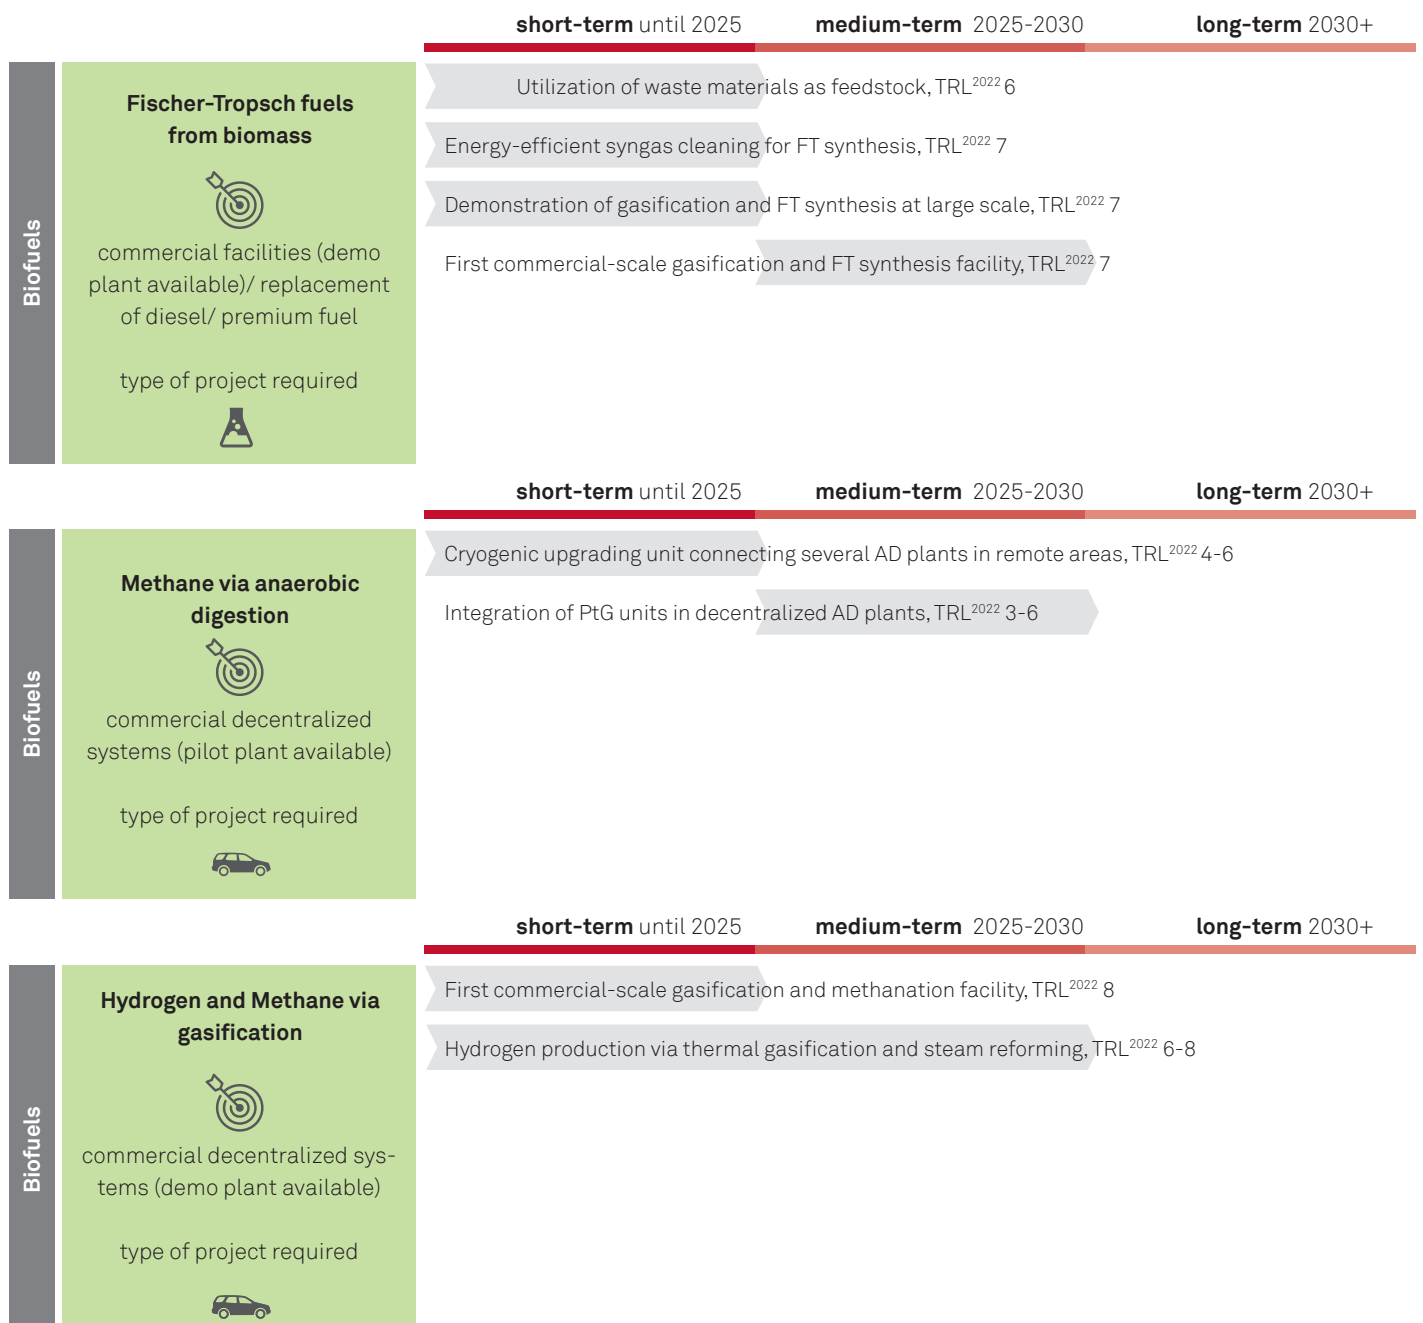 short-term until 2025 medium-term 2025-2030 long-term 2030+
Biofuels
Fischer-Tropsch fuels
from biomass
commercial facilities (demo
plant available)/ replacement
of diesel/ premium fuel
type of project required
Utilization of waste materials as feedstock, TRL2022 6
Energy-efficient syngas cleaning for FT synthesis, TRL2022 7
Demonstration of gasification and FT synthesis at large scale, TRL2022 7
First commercial-scale gasification and FT synthesis facility, TRL2022 7
short-term until 2025 medium-term 2025-2030 long-term 2030+
Biofuels
Methane via anaerobic
digestion
commercial decentralized
systems (pilot plant available)
type of project required
Cryogenic upgrading unit connecting several AD plants in remote areas, TRL2022 4-6
Integration of PtG units in decentralized AD plants, TRL2022 3-6
short-term until 2025 medium-term 2025-2030 long-term 2030+
Biofuels
Hydrogen and Methane via
gasification
commercial decentralized sys-
tems (demo plant available)
type of project required
First commercial-scale gasification and methanation facility, TRL2022 8
Hydrogen production via thermal gasification and steam reforming, TRL2022 6-8